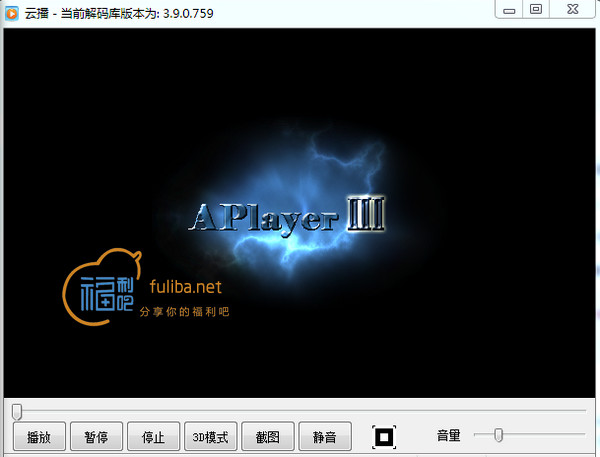 云播 - 当前解码库版本为: 3.9.0.759
APlayer III
福利吧
fuliba.net
分享你的福利吧
播放 暂停 停止 3D模式 截图 静音 音量